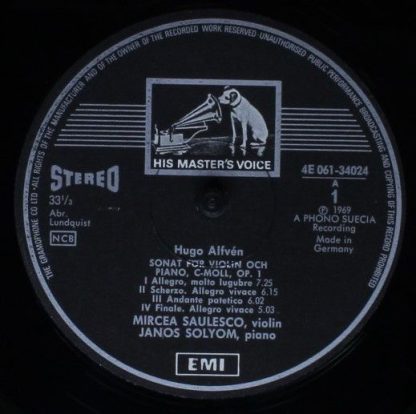 ALL RIGHTS OF THE MANUFACTURER AND OF THE OWNER OF THE RECORDED WORK RESERVED · UNAUTHORISED PUBLIC PERFORMANCE BROADCASTING AND COPYING OF THIS RECORD PROHIBITED
THE GRAMOPHONE CO LTD
HIS MASTER'S VOICE
STEREO
33⅓
Abr.
Lundquist
NCB
4E 061-34024
A
1
Ⓟ 1969
A PHONO SUECIA
Recording
Made in
Germany
Hugo Alfvén
SONAT FÜR VIOLIN OCH
PIANO, C-MOLL, OP. 1
I Allegro, molto lugubre 7.25
II Scherzo. Allegro vivace 6.15
III Andante patetico 6.02
IV Finale. Allegro vivace 5.03
MIRCEA SAULESCO, violin
JANOS SOLYOM, piano
EMI